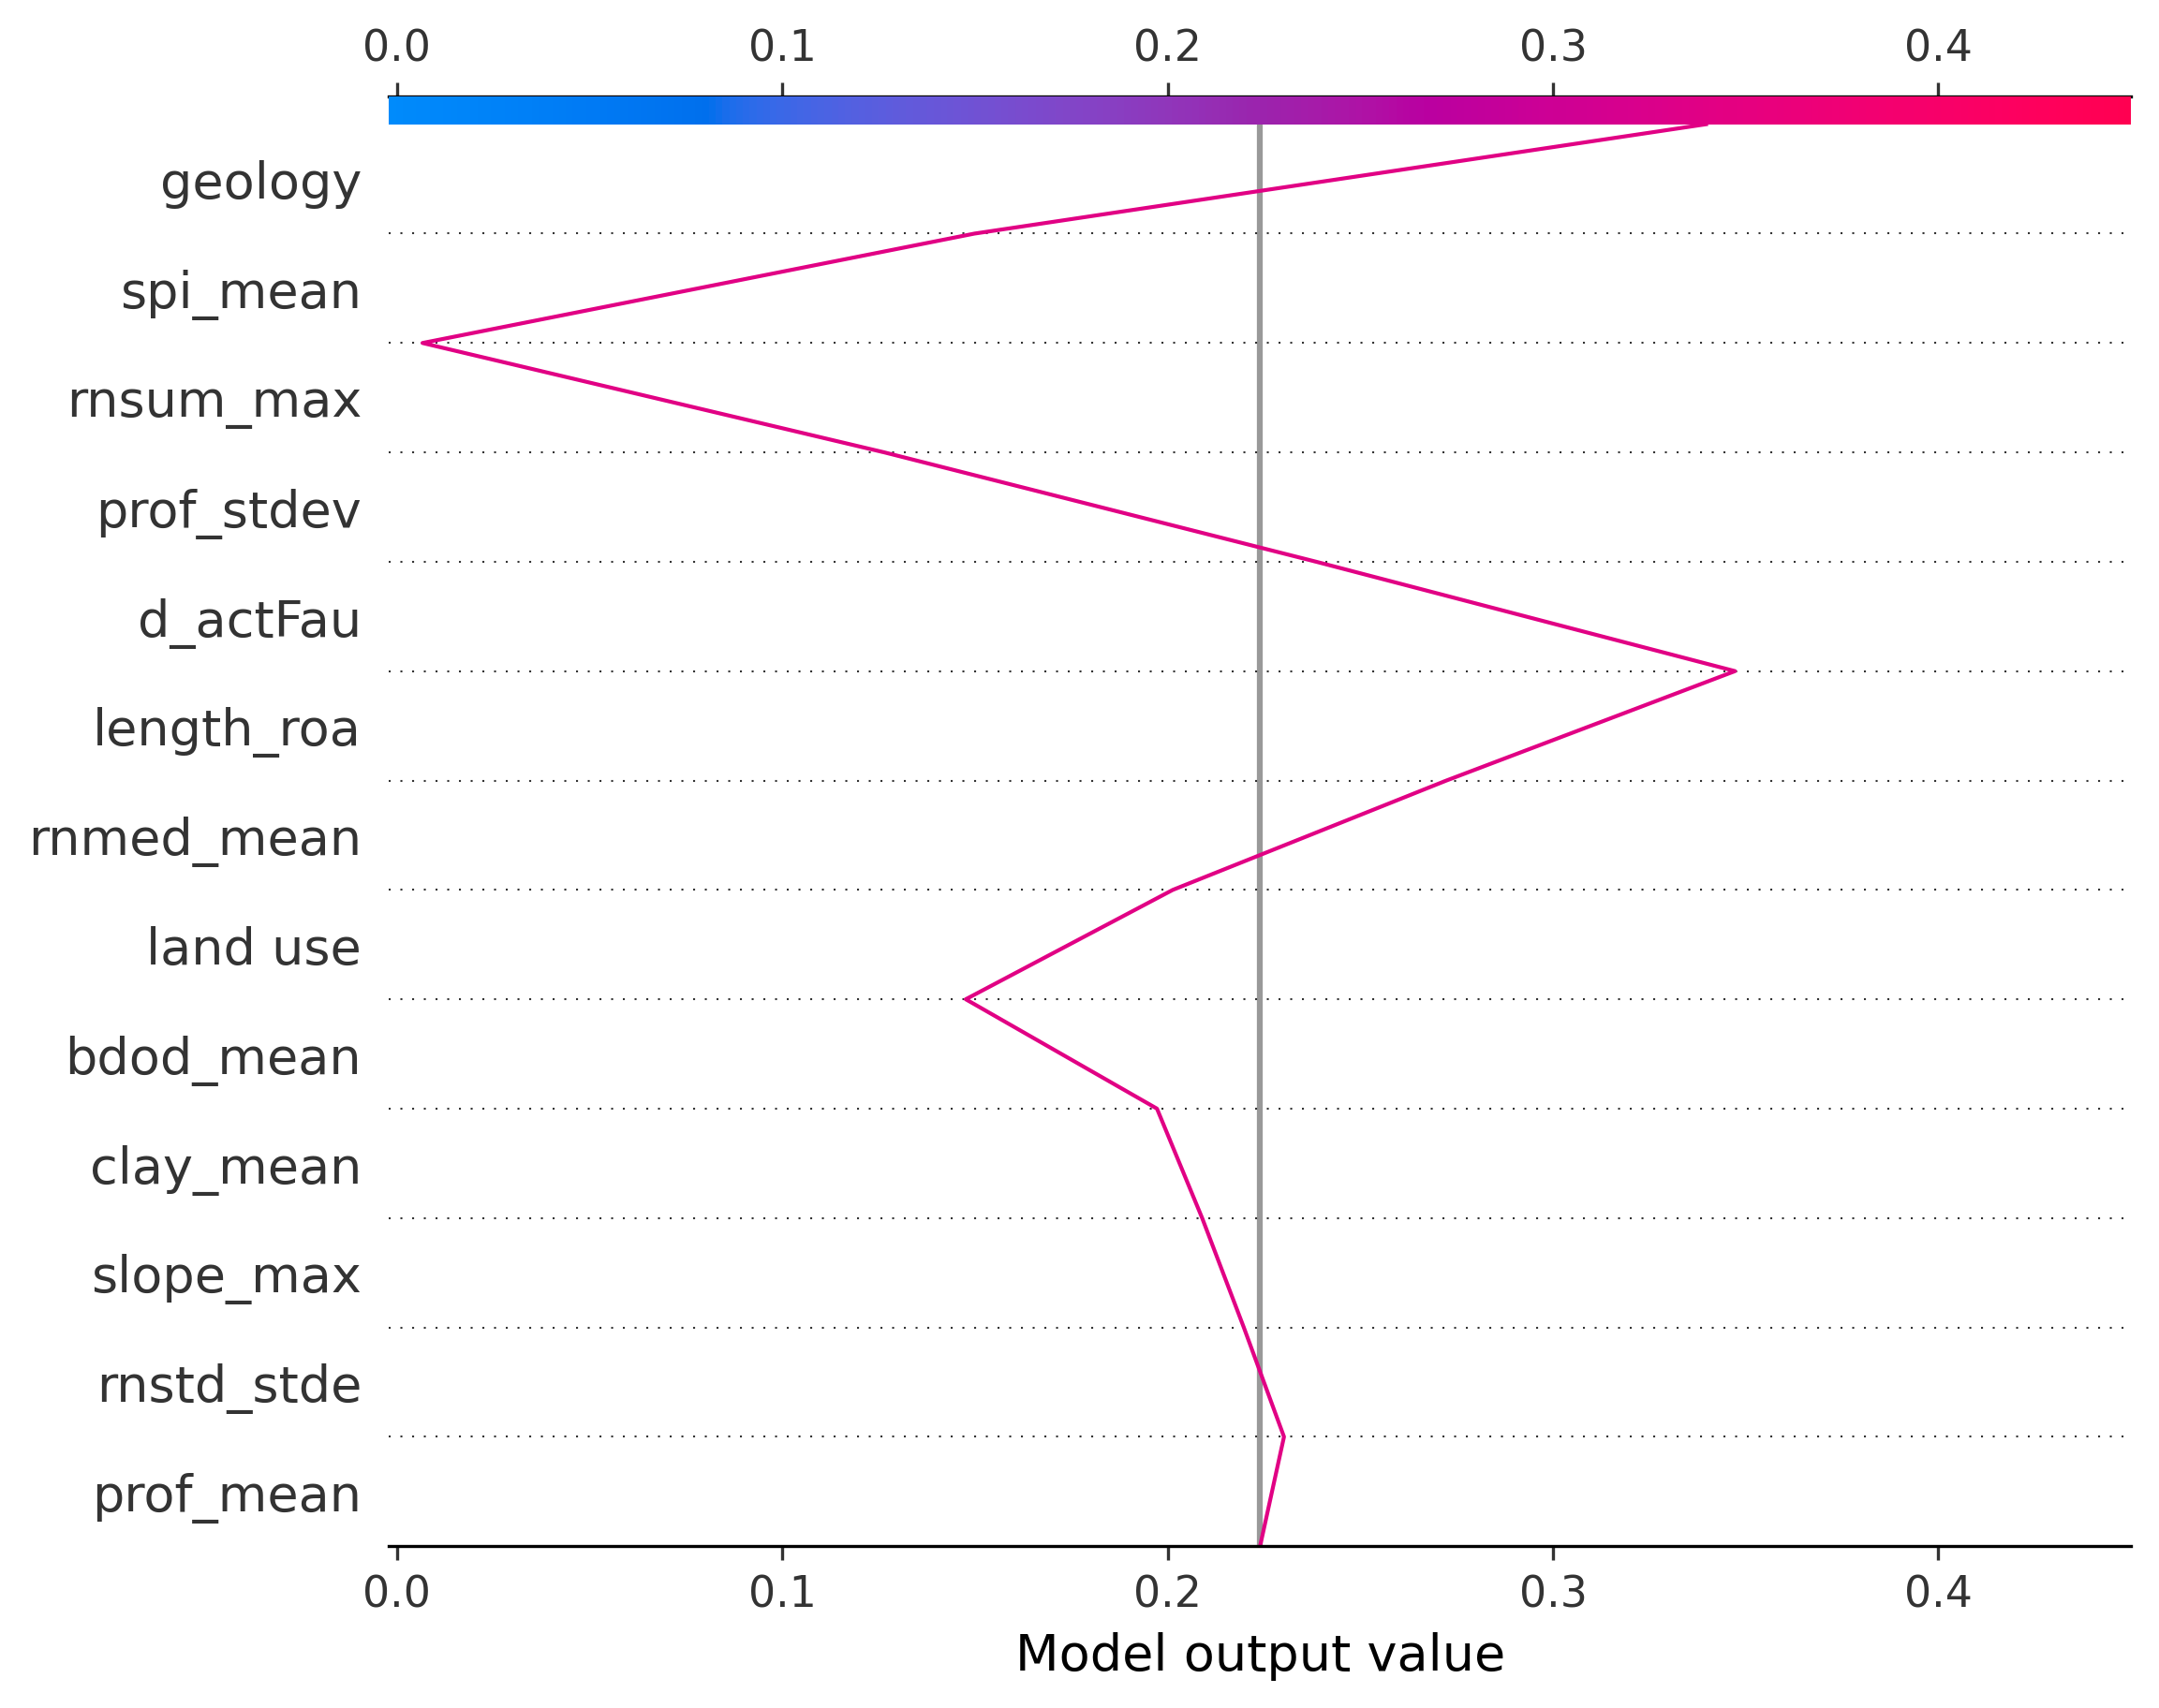 0.0 0.1 0.2 0.3 0.4
geology
spi_mean
rnsum_max
prof_stdev
d_actFau
length_roa
rnmed_mean
land use
bdod_mean
clay_mean
slope_max
rnstd_stde
prof_mean
0.0 0.1 0.2 0.3 0.4
Model output value